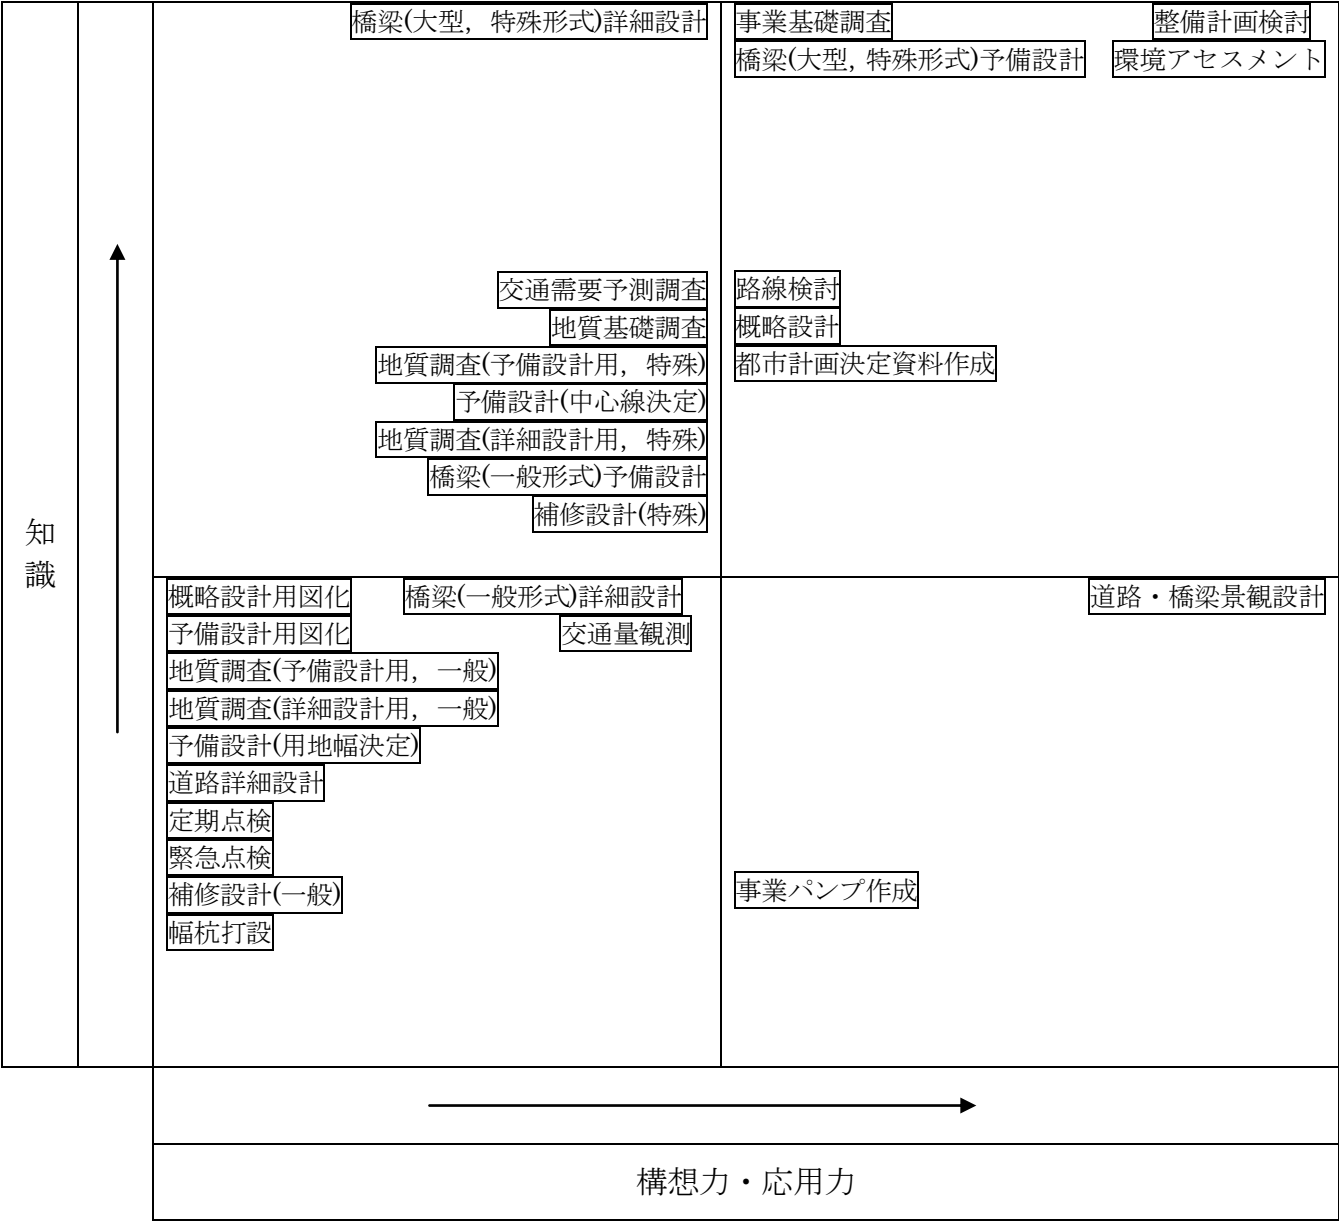 橋梁(大型，特殊形式)詳細設計
事業基礎調査 整備計画検討
橋梁(大型，特殊形式)予備設計 環境アセスメント
交通需要予測調査
地質基礎調査
地質調査(予備設計用，特殊)
予備設計(中心線決定)
地質調査(詳細設計用，特殊)
橋梁(一般形式)予備設計
補修設計(特殊)
路線検討
概略設計
都市計画決定資料作成
知
識
概略設計用図化 橋梁(一般形式)詳細設計
予備設計用図化 交通量観測
地質調査(予備設計用，一般)
地質調査(詳細設計用，一般)
予備設計(用地幅決定)
道路詳細設計
定期点検
緊急点検
補修設計(一般)
幅杭打設
道路・橋梁景観設計
事業パンプ作成
構想力・応用力